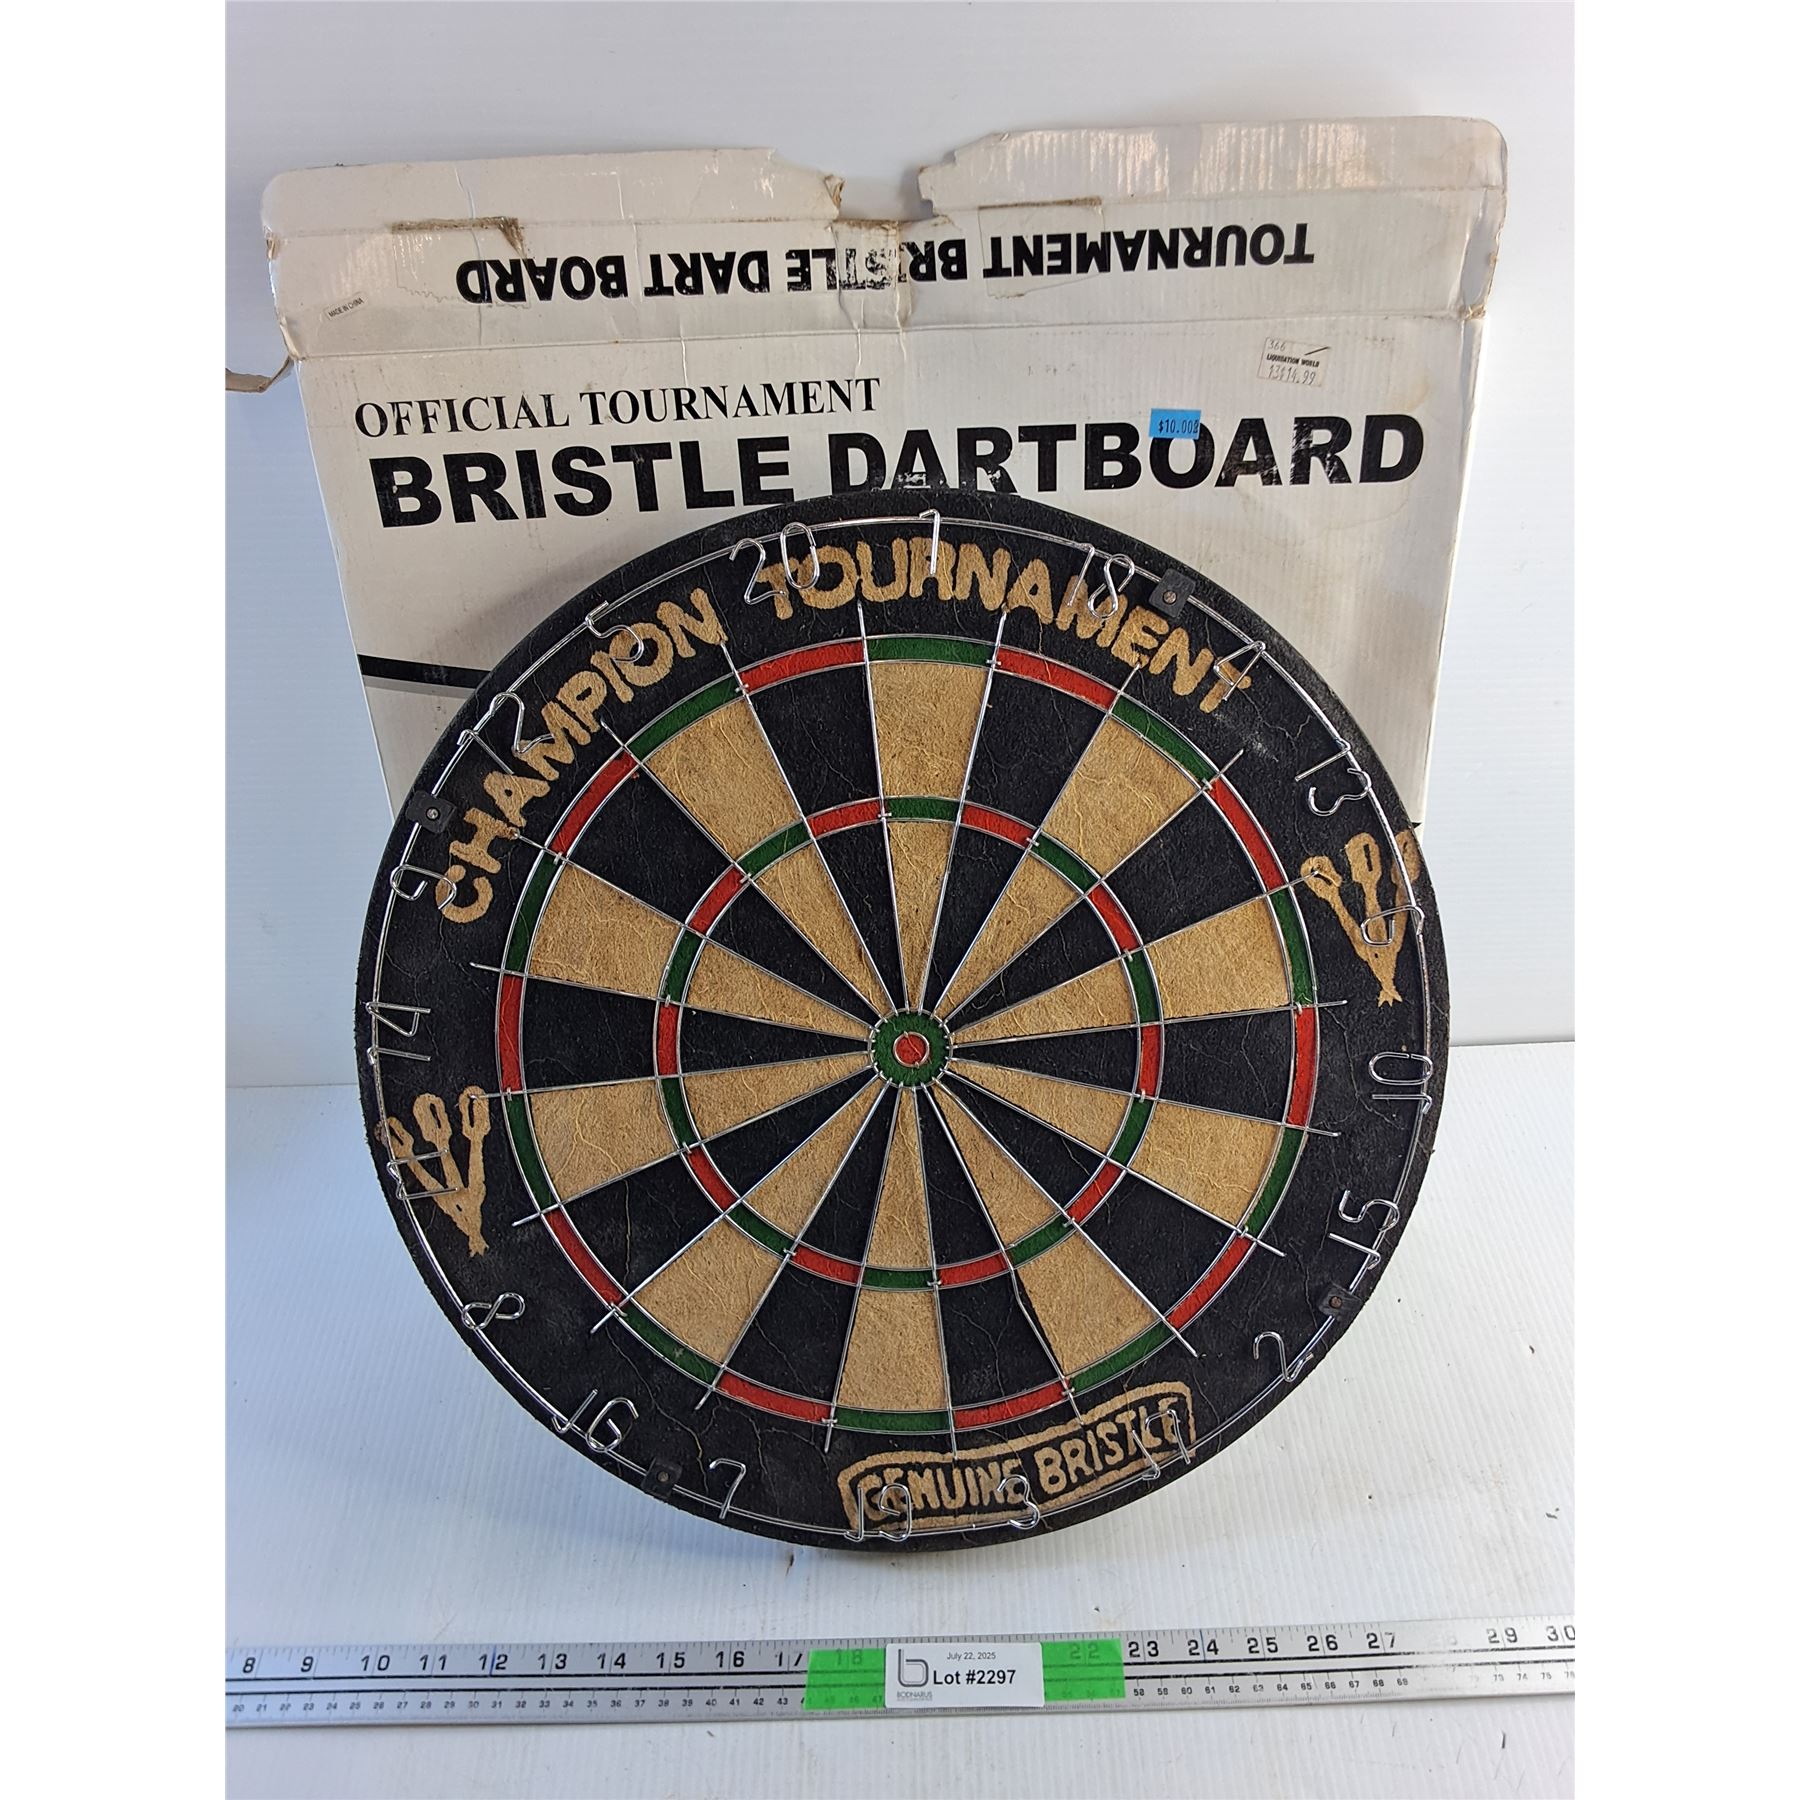 TOURNAMENT BRISTLE DART BOARD
MADE IN CHINA
366
LIQUIDATION WORLD
$14.99
OFFICIAL TOURNAMENT
$10.00
BRISTLE DARTBOARD
CHAMPION TOURNAMENT
20 1 18 4 13 6 10 15 2 17 3 19 7 16 8 11 14 9 12 5
GENUINE BRISTLE
8 9 10 11 12 13 14 15 16 17 18 22 23 24 25 26 27 28 29 30
July 22, 2025
Lot #2297
BODNARUS